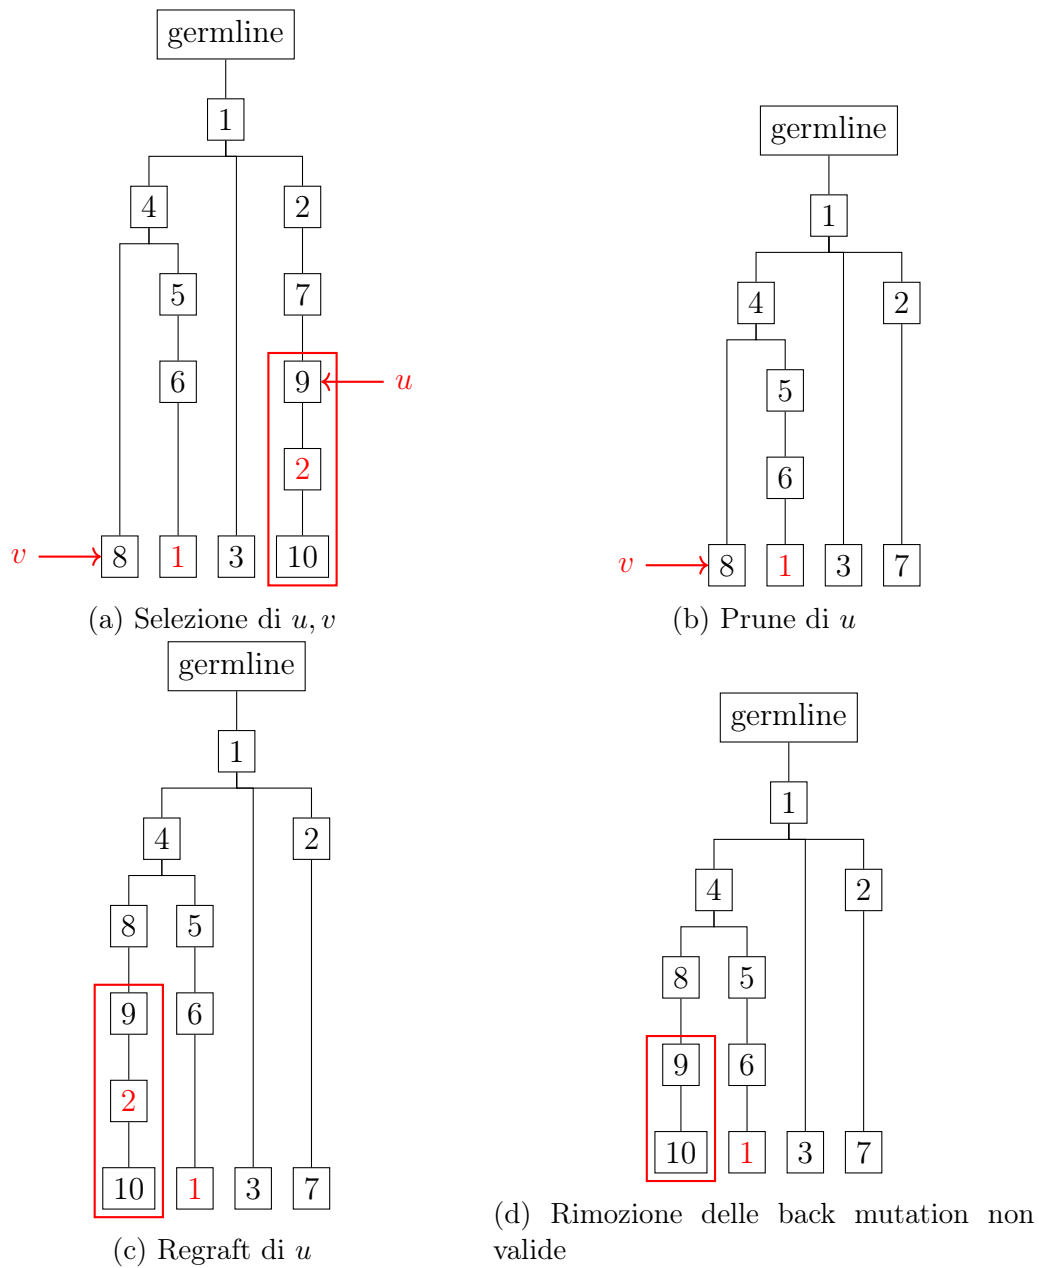 germline
1
4 2
5 7
6 9 u
2
v 8 1 3 10
(a) Selezione di u, v
germline
1
4 2
5
6
v 8 1 3 7
(b) Prune di u
germline
1
4 2
8 5
9 6
2
10 1 3 7
(c) Regraft di u
germline
1
4 2
8 5
9 6
10 1 3 7
(d) Rimozione delle back mutation non
valide